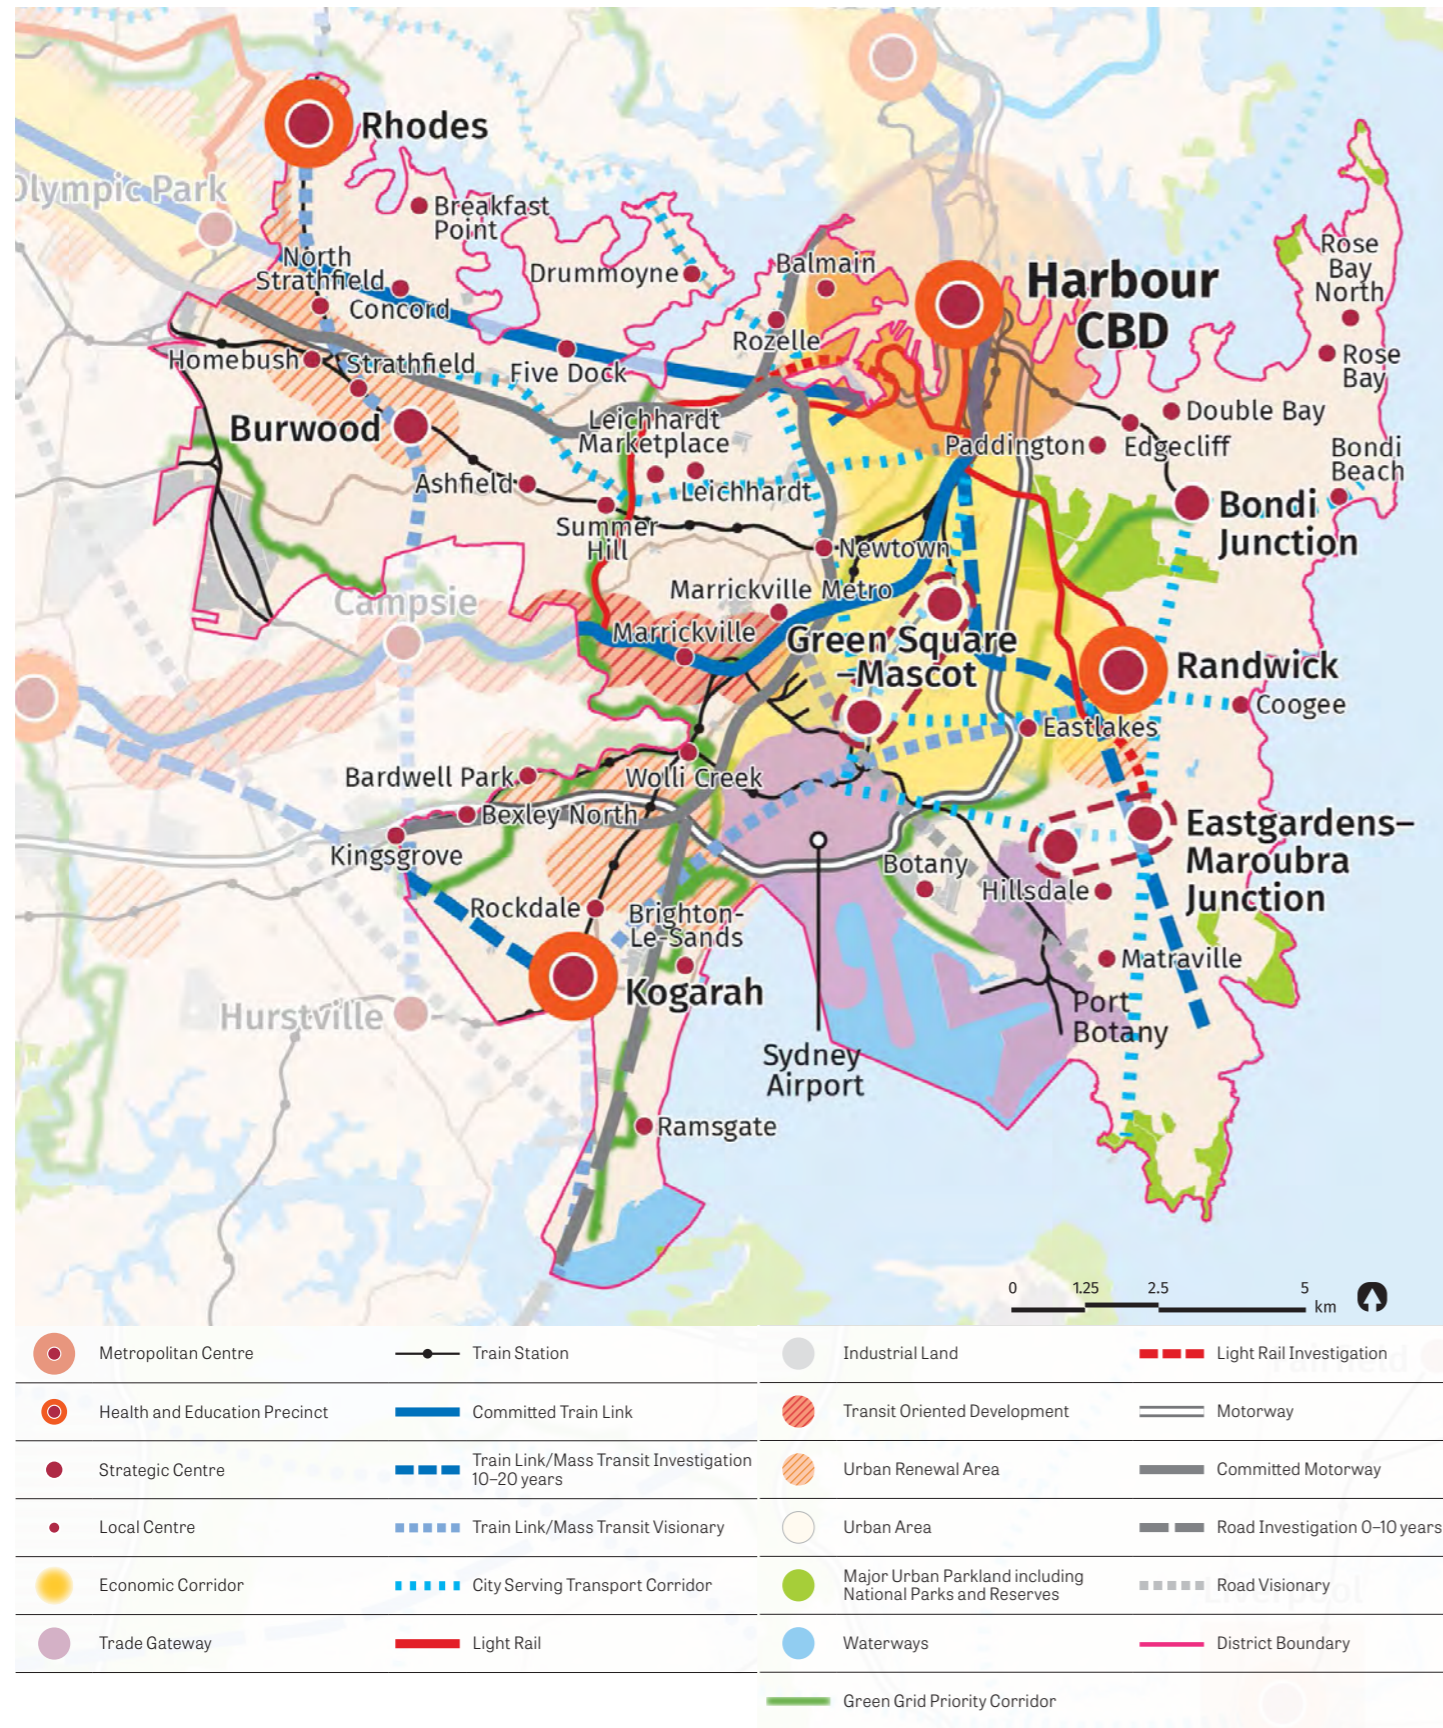 Rhodes
Olympic Park
Breakfast
Point
North
Strathfield
Concord
Drummoyne
Balmain
Rozelle
Harbour
CBD
Rose
Bay
North
Rose
Bay
Homebush
Strathfield
Five Dock
Burwood
Leichhardt
Marketplace
Paddington
Double Bay
Edgecliff
Bondi
Beach
Ashfield
Leichhardt
Bondi
Junction
Summer
Hill
Newtown
Campsie
Marrickville Metro
Marrickville
Green Square
–Mascot
Randwick
Coogee
Eastlakes
Bardwell Park
Wolli Creek
Bexley North
Kingsgrove
Eastgardens–
Maroubra
Junction
Botany
Hillsdale
Rockdale
Brighton-
Le-Sands
Matraville
Kogarah
Hurstville
Port
Botany
Sydney
Airport
Ramsgate
0 1.25 2.5 5
km
Metropolitan Centre
Health and Education Precinct
Strategic Centre
Local Centre
Economic Corridor
Trade Gateway
Train Station
Committed Train Link
Train Link/Mass Transit Investigation
10–20 years
Train Link/Mass Transit Visionary
City Serving Transport Corridor
Light Rail
Industrial Land
Transit Oriented Development
Urban Renewal Area
Urban Area
Major Urban Parkland including
National Parks and Reserves
Waterways
Green Grid Priority Corridor
Light Rail Investigation
Motorway
Committed Motorway
Road Investigation 0–10 years
Road Visionary
District Boundary
Fairfield
Liverpool